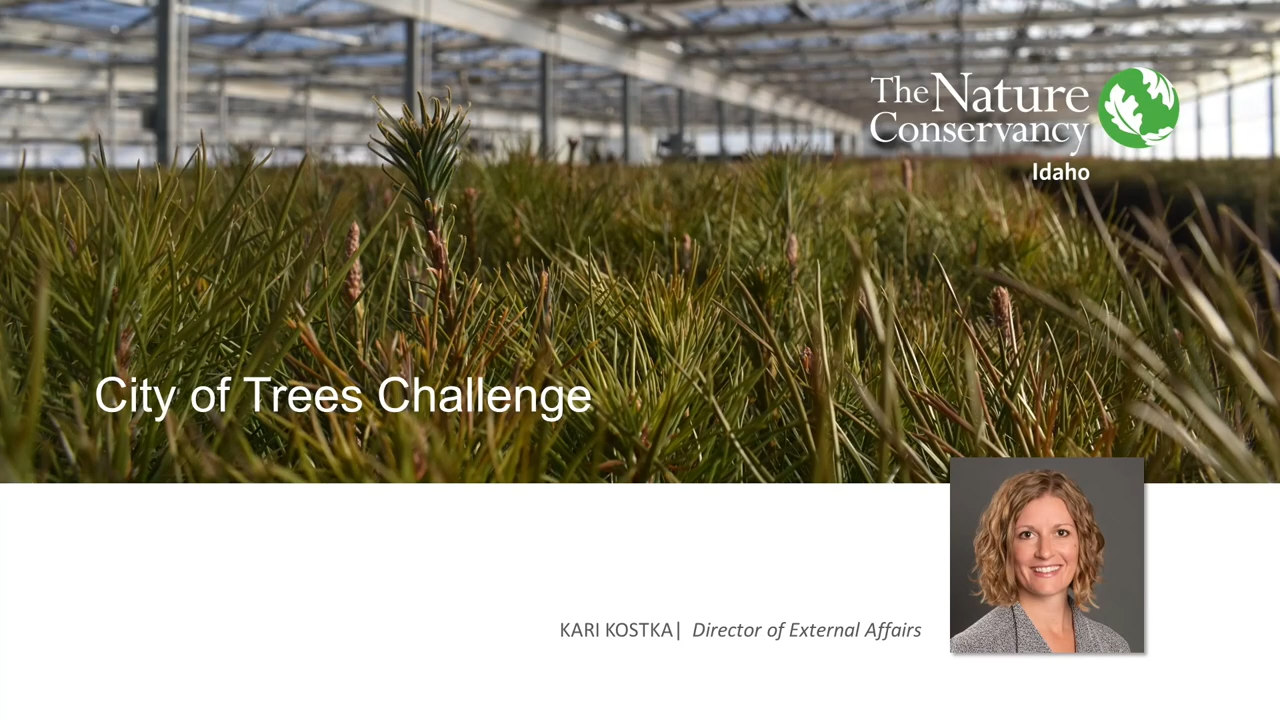 The Nature
Conservancy
Idaho
City of Trees Challenge
KARI KOSTKA| Director of External Affairs